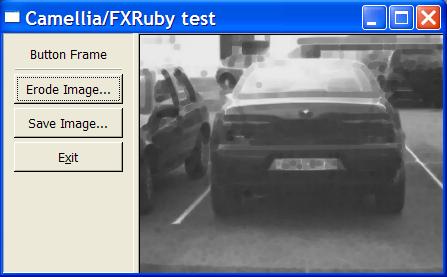 Camellia/FXRuby test
Button Frame
Erode Image...
Save Image...
Exit